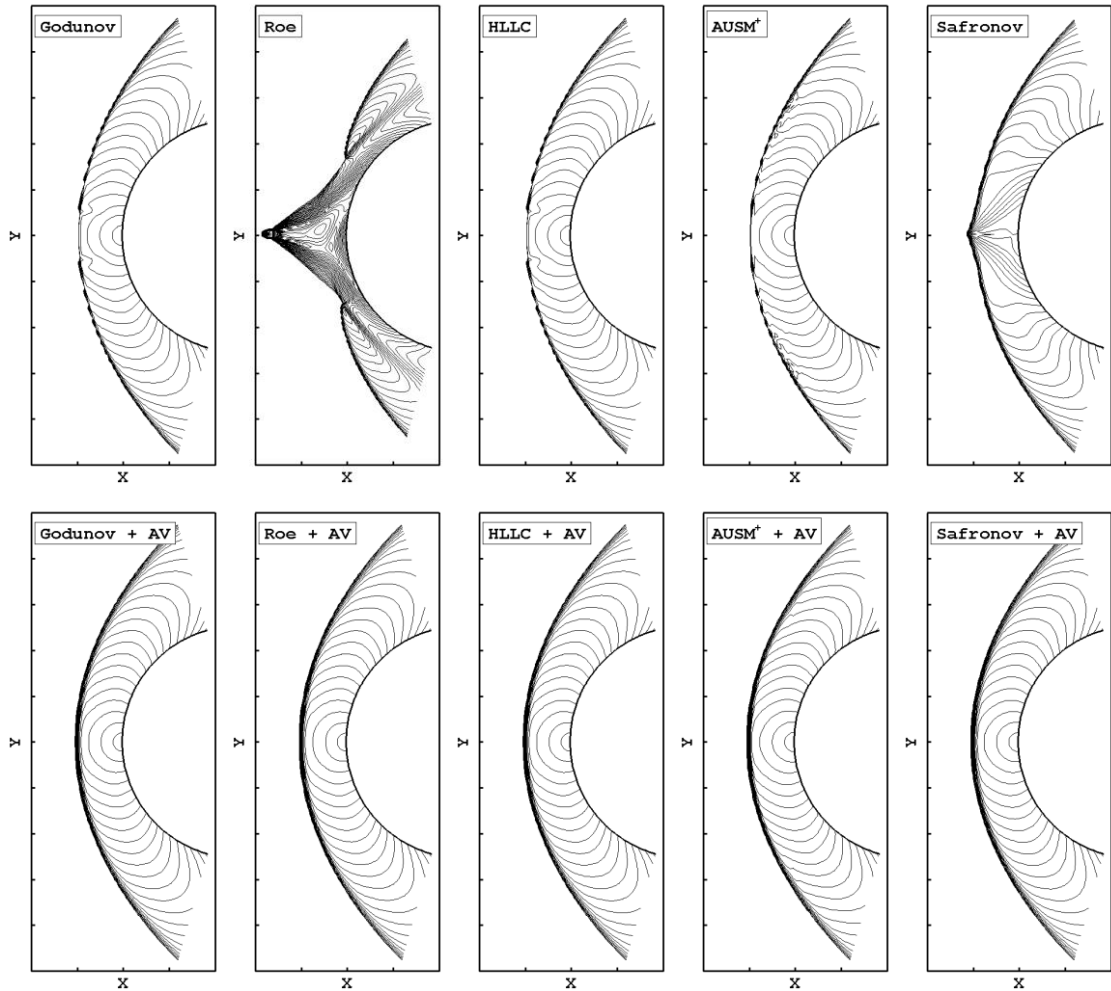 Godunov
Roe
HLLC
AUSM⁺
Safronov
Y
Y
Y
Y
Y
X
X
X
X
X
Godunov + AV
Roe + AV
HLLC + AV
AUSM⁺ + AV
Safronov + AV
Y
Y
Y
Y
Y
X
X
X
X
X